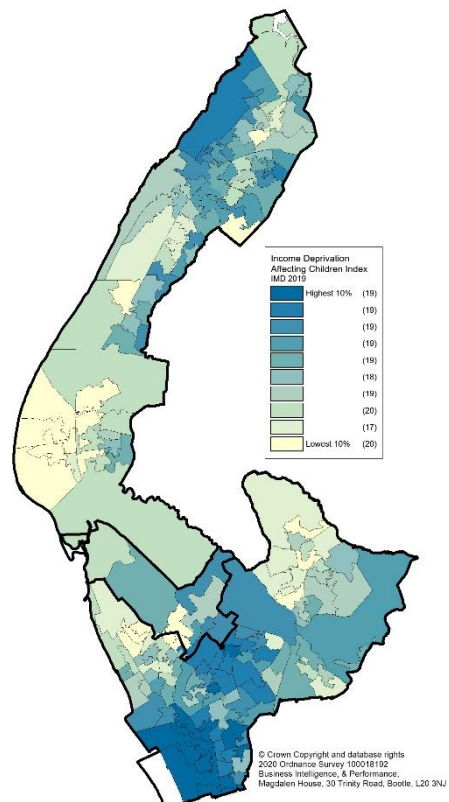 Income Deprivation
Affecting Children Index
IMD 2019
Highest 10% (19)
(19)
(19)
(19)
(19)
(18)
(19)
(20)
(17)
Lowest 10% (20)
© Crown Copyright and database rights
2020 Ordnance Survey 100018192
Business Intelligence, & Performance,
Magdalen House, 30 Trinity Road, Bootle, L20 3NJ